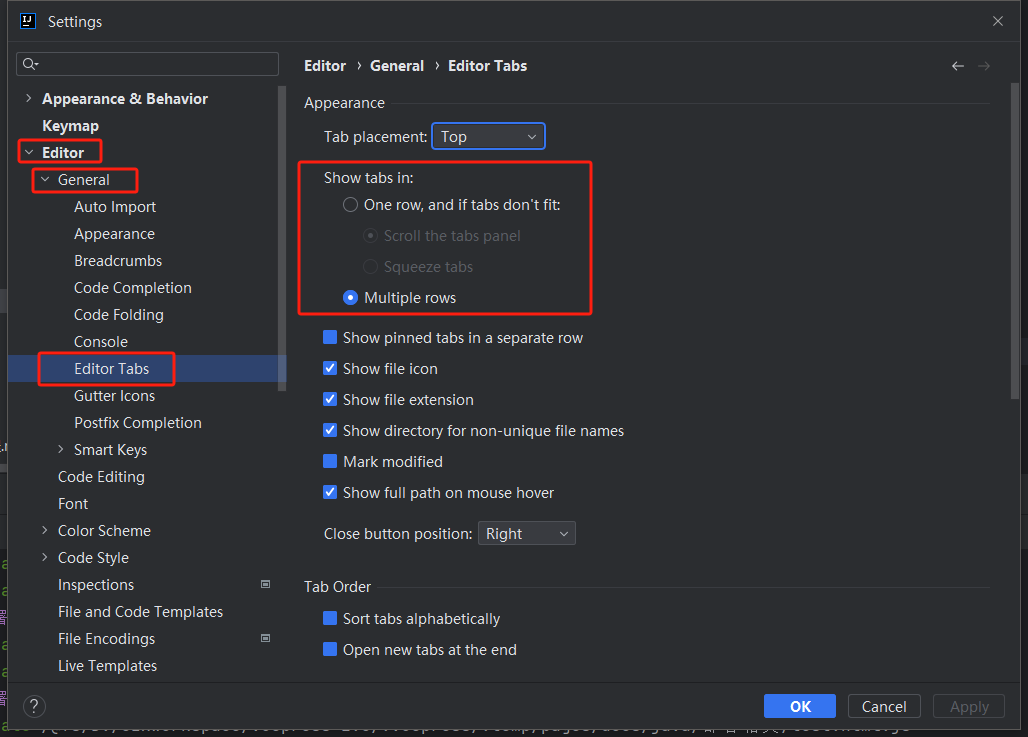 IJ Settings
Editor › General › Editor Tabs
Appearance & Behavior
Keymap
Editor
General
Auto Import
Appearance
Breadcrumbs
Code Completion
Code Folding
Console
Editor Tabs
Gutter Icons
Postfix Completion
Smart Keys
Code Editing
Font
Color Scheme
Code Style
Inspections
File and Code Templates
File Encodings
Live Templates
Appearance
Tab placement: Top
Show tabs in:
One row, and if tabs don't fit:
Scroll the tabs panel
Squeeze tabs
Multiple rows
Show pinned tabs in a separate row
Show file icon
Show file extension
Show directory for non-unique file names
Mark modified
Show full path on mouse hover
Close button position: Right
Tab Order
Sort tabs alphabetically
Open new tabs at the end
?
OK
Cancel
Apply